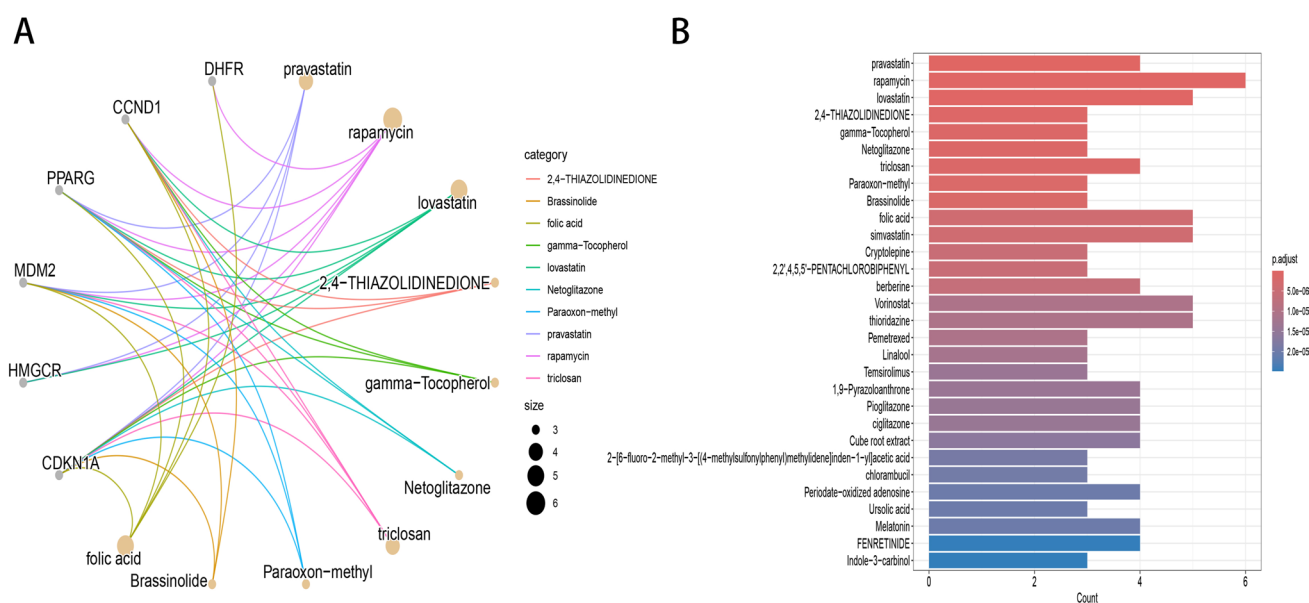 A
DHFR
pravastatin
CCND1
rapamycin
PPARG
lovastatin
MDM2
2,4-THIAZOLIDINEDIONE
HMGCR
gamma-Tocopherol
CDKN1A
Netoglitazone
triclosan
folic acid
Brassinolide
Paraoxon-methyl
category
2,4-THIAZOLIDINEDIONE
Brassinolide
folic acid
gamma-Tocopherol
lovastatin
Netoglitazone
Paraoxon-methyl
pravastatin
rapamycin
triclosan
size
3
4
5
6
B
pravastatin
rapamycin
lovastatin
2,4-THIAZOLIDINEDIONE
gamma-Tocopherol
Netoglitazone
triclosan
Paraoxon-methyl
Brassinolide
folic acid
simvastatin
Cryptolepine
2,2',4,5,5'-PENTACHLOROBIPHENYL
berberine
Vorinostat
thioridazine
Pemetrexed
Linalool
Temsirolimus
1,9-Pyrazoloanthrone
Pioglitazone
ciglitazone
Cube root extract
2-[6-fluoro-2-methyl-3-[(4-methylsulfonylphenyl)methylidene]inden-1-yl]acetic acid
chlorambucil
Periodate-oxidized adenosine
Ursolic acid
Melatonin
FENRETINIDE
Indole-3-carbinol
0
2
4
6
Count
p.adjust
5.0e-06
1.0e-05
1.5e-05
2.0e-05